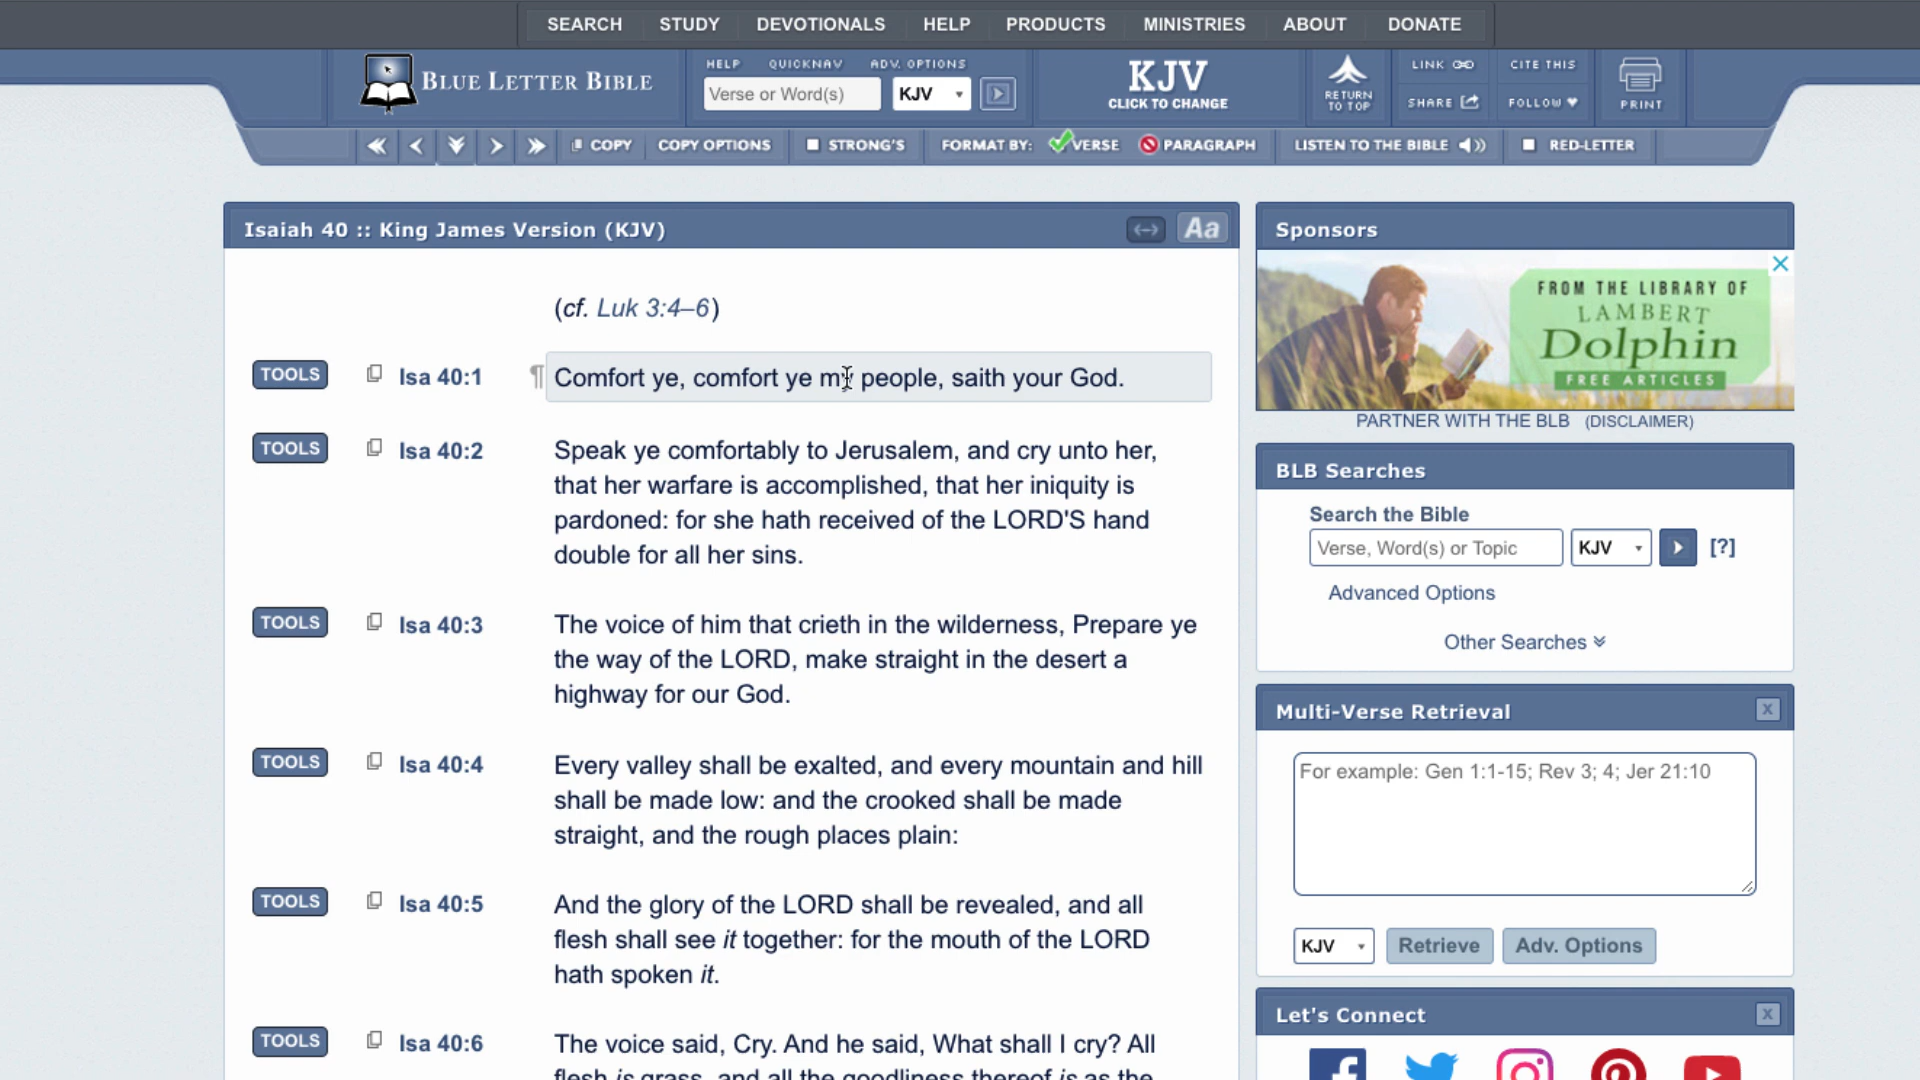 SEARCH STUDY DEVOTIONALS HELP PRODUCTS MINISTRIES ABOUT DONATE
BLUE LETTER BIBLE
HELP QUICKNAV ADV. OPTIONS
Verse or Word(s) KJV
KJV
CLICK TO CHANGE
RETURN
TO TOP
LINK
SHARE
CITE THIS
FOLLOW
PRINT
COPY COPY OPTIONS STRONG'S FORMAT BY: VERSE PARAGRAPH LISTEN TO THE BIBLE RED-LETTER
Isaiah 40 :: King James Version (KJV)
Aa
(cf. Luk 3:4–6)
TOOLS Isa 40:1 ¶ Comfort ye, comfort ye my people, saith your God.
TOOLS Isa 40:2 Speak ye comfortably to Jerusalem, and cry unto her,
that her warfare is accomplished, that her iniquity is
pardoned: for she hath received of the LORD'S hand
double for all her sins.
TOOLS Isa 40:3 The voice of him that crieth in the wilderness, Prepare ye
the way of the LORD, make straight in the desert a
highway for our God.
TOOLS Isa 40:4 Every valley shall be exalted, and every mountain and hill
shall be made low: and the crooked shall be made
straight, and the rough places plain:
TOOLS Isa 40:5 And the glory of the LORD shall be revealed, and all
flesh shall see it together: for the mouth of the LORD
hath spoken it.
TOOLS Isa 40:6 The voice said, Cry. And he said, What shall I cry? All
flesh is grass, and all the goodliness thereof is as the
Sponsors
FROM THE LIBRARY OF
LAMBERT
Dolphin
FREE ARTICLES
PARTNER WITH THE BLB (DISCLAIMER)
BLB Searches
Search the Bible
Verse, Word(s) or Topic KJV [?]
Advanced Options
Other Searches
Multi-Verse Retrieval X
For example: Gen 1:1-15; Rev 3; 4; Jer 21:10
KJV Retrieve Adv. Options
Let's Connect X